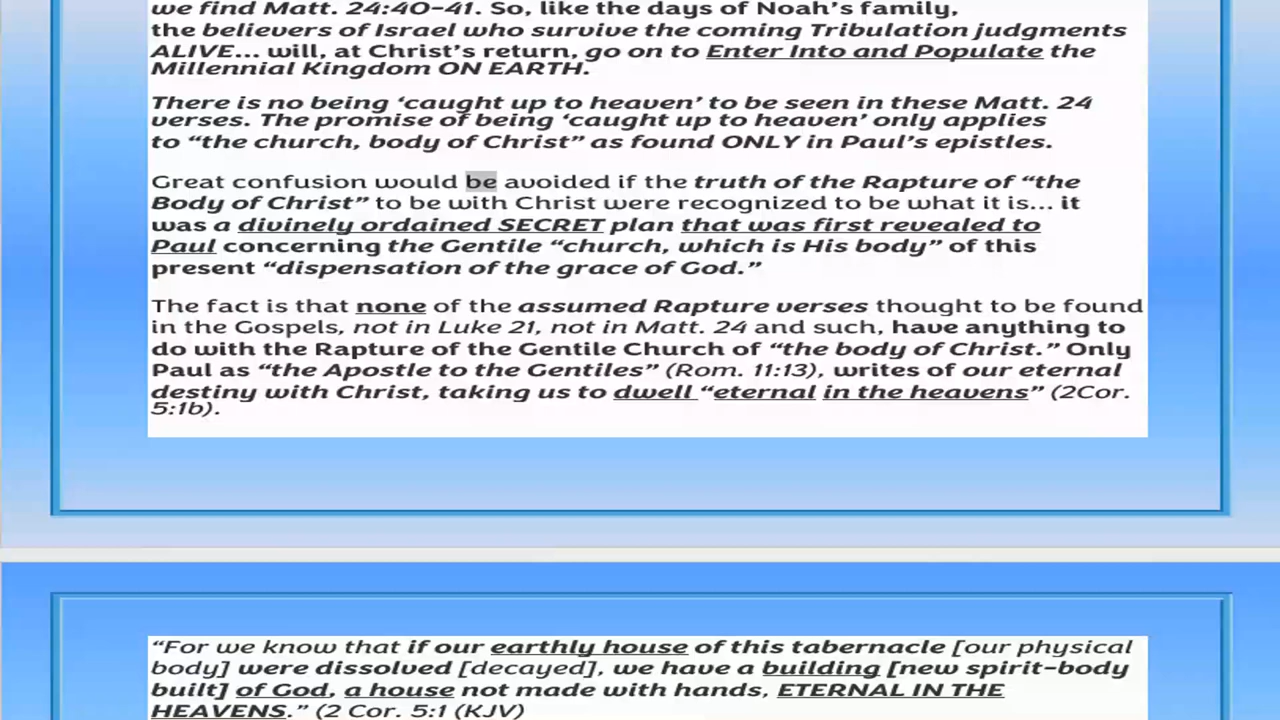 we find Matt. 24:40-41. So, like the days of Noah's family,
the believers of Israel who survive the coming Tribulation judgments
ALIVE... will, at Christ's return, go on to Enter Into and Populate the
Millennial Kingdom ON EARTH.
There is no being ‘caught up to heaven’ to be seen in these Matt. 24
verses. The promise of being ‘caught up to heaven’ only applies
to “the church, body of Christ” as found ONLY in Paul’s epistles.
Great confusion would be avoided if the truth of the Rapture of “the
Body of Christ” to be with Christ were recognized to be what it is... it
was a divinely ordained SECRET plan that was first revealed to
Paul concerning the Gentile “church, which is His body” of this
present “dispensation of the grace of God.”
The fact is that none of the assumed Rapture verses thought to be found
in the Gospels, not in Luke 21, not in Matt. 24 and such, have anything to
do with the Rapture of the Gentile Church of “the body of Christ.” Only
Paul as “the Apostle to the Gentiles” (Rom. 11:13), writes of our eternal
destiny with Christ, taking us to dwell “eternal in the heavens” (2Cor.
5:1b).
“For we know that if our earthly house of this tabernacle [our physical
body] were dissolved [decayed], we have a building [new spirit-body
built] of God, a house not made with hands, ETERNAL IN THE
HEAVENS.” (2 Cor. 5:1 (KJV)